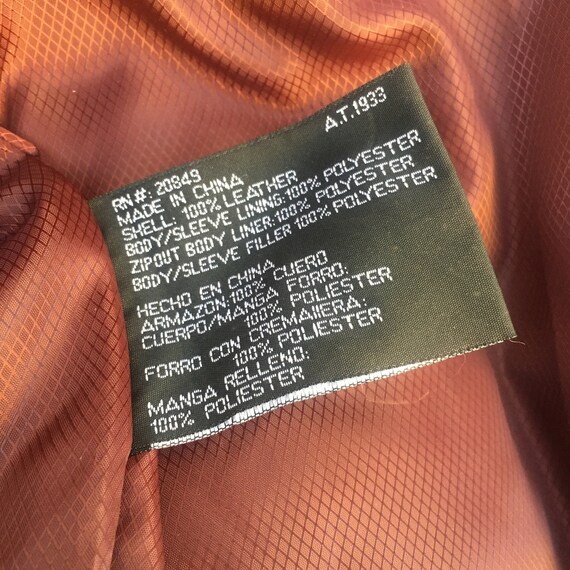 A.T.1933
RN#: 20849
MADE IN CHINA
SHELL: 100% LEATHER
BODY/SLEEVE LINING:100% POLYESTER
ZIPOUT BODY LINER:100% POLYESTER
BODY/SLEEVE FILLER 100% POLYESTER
HECHO EN CHINA
ARMAZON:100% CUERO
CUERPO/MANGA FORRO:
100% POLIESTER
FORRO CON CREMAIIERA:
100% POLIESTER
MANGA RELLENO:
100% POLIESTER